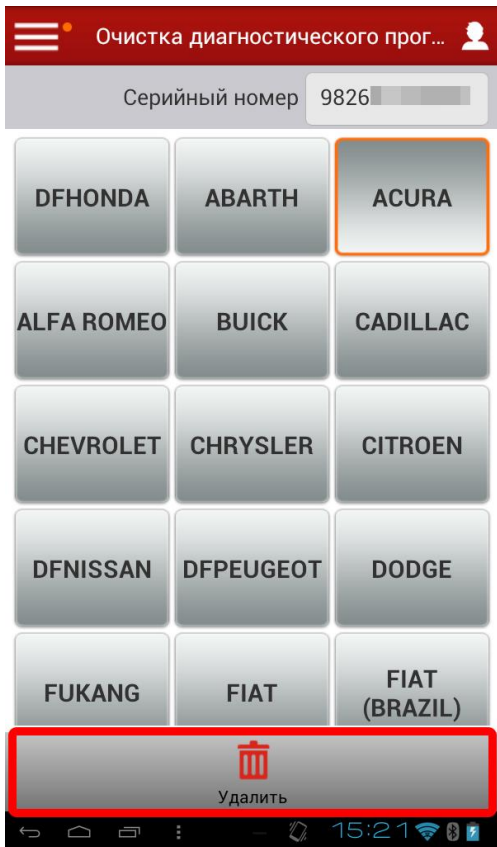 Очистка диагностического прог...
Серийный номер 9826
DFHONDA ABARTH ACURA
ALFA ROMEO BUICK CADILLAC
CHEVROLET CHRYSLER CITROEN
DFNISSAN DFPEUGEOT DODGE
FUKANG FIAT FIAT
(BRAZIL)
Удалить
15:21